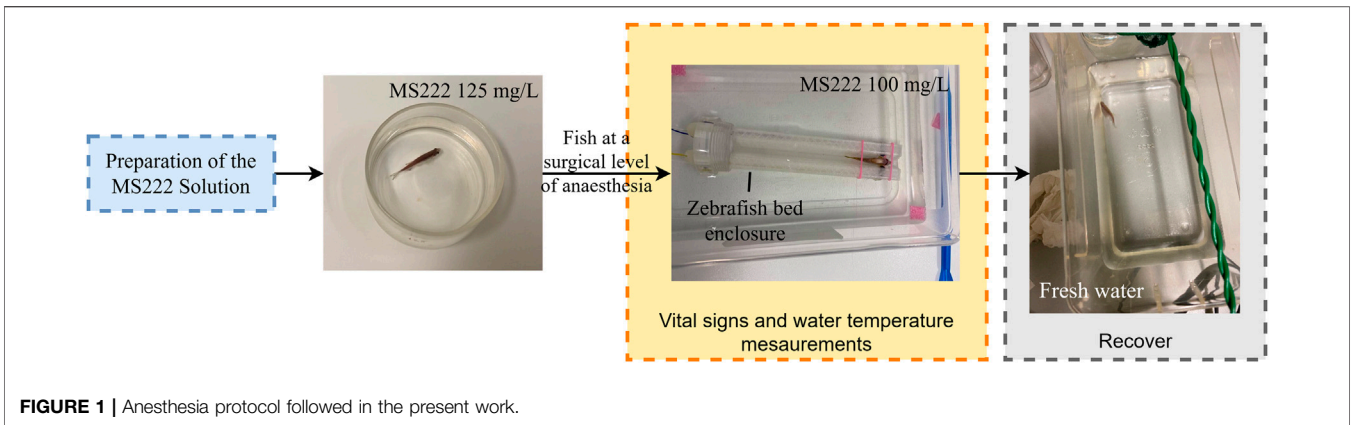 Preparation of the
MS222 Solution
MS222 125 mg/L
Fish at a
surgical level
of anaesthesia
MS222 100 mg/L
Zebrafish bed
enclosure
Vital signs and water temperature
mesaurements
Fresh water
Recover
FIGURE 1 | Anesthesia protocol followed in the present work.